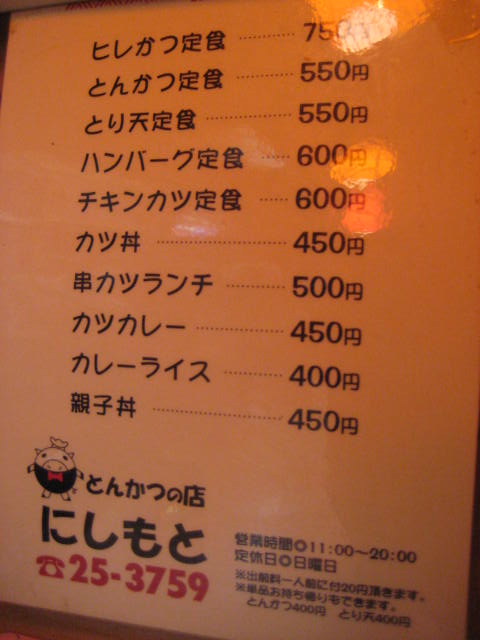 ヒレかつ定食 ……… 750円
とんかつ定食 ……… 550円
とり天定食 ……… 550円
ハンバーグ定食 …… 600円
チキンカツ定食 …… 600円
カツ丼 ……………… 450円
串カツランチ ……… 500円
カツカレー ………… 450円
カレーライス ……… 400円
親子丼 ……………… 450円
とんかつの店
にしもと
☎25-3759
営業時間◎11:00〜20:00
定休日◎日曜日
※出前料一人前に付20円頂きます。
※単品お持ち帰りもできます。
とんかつ400円 とり天400円